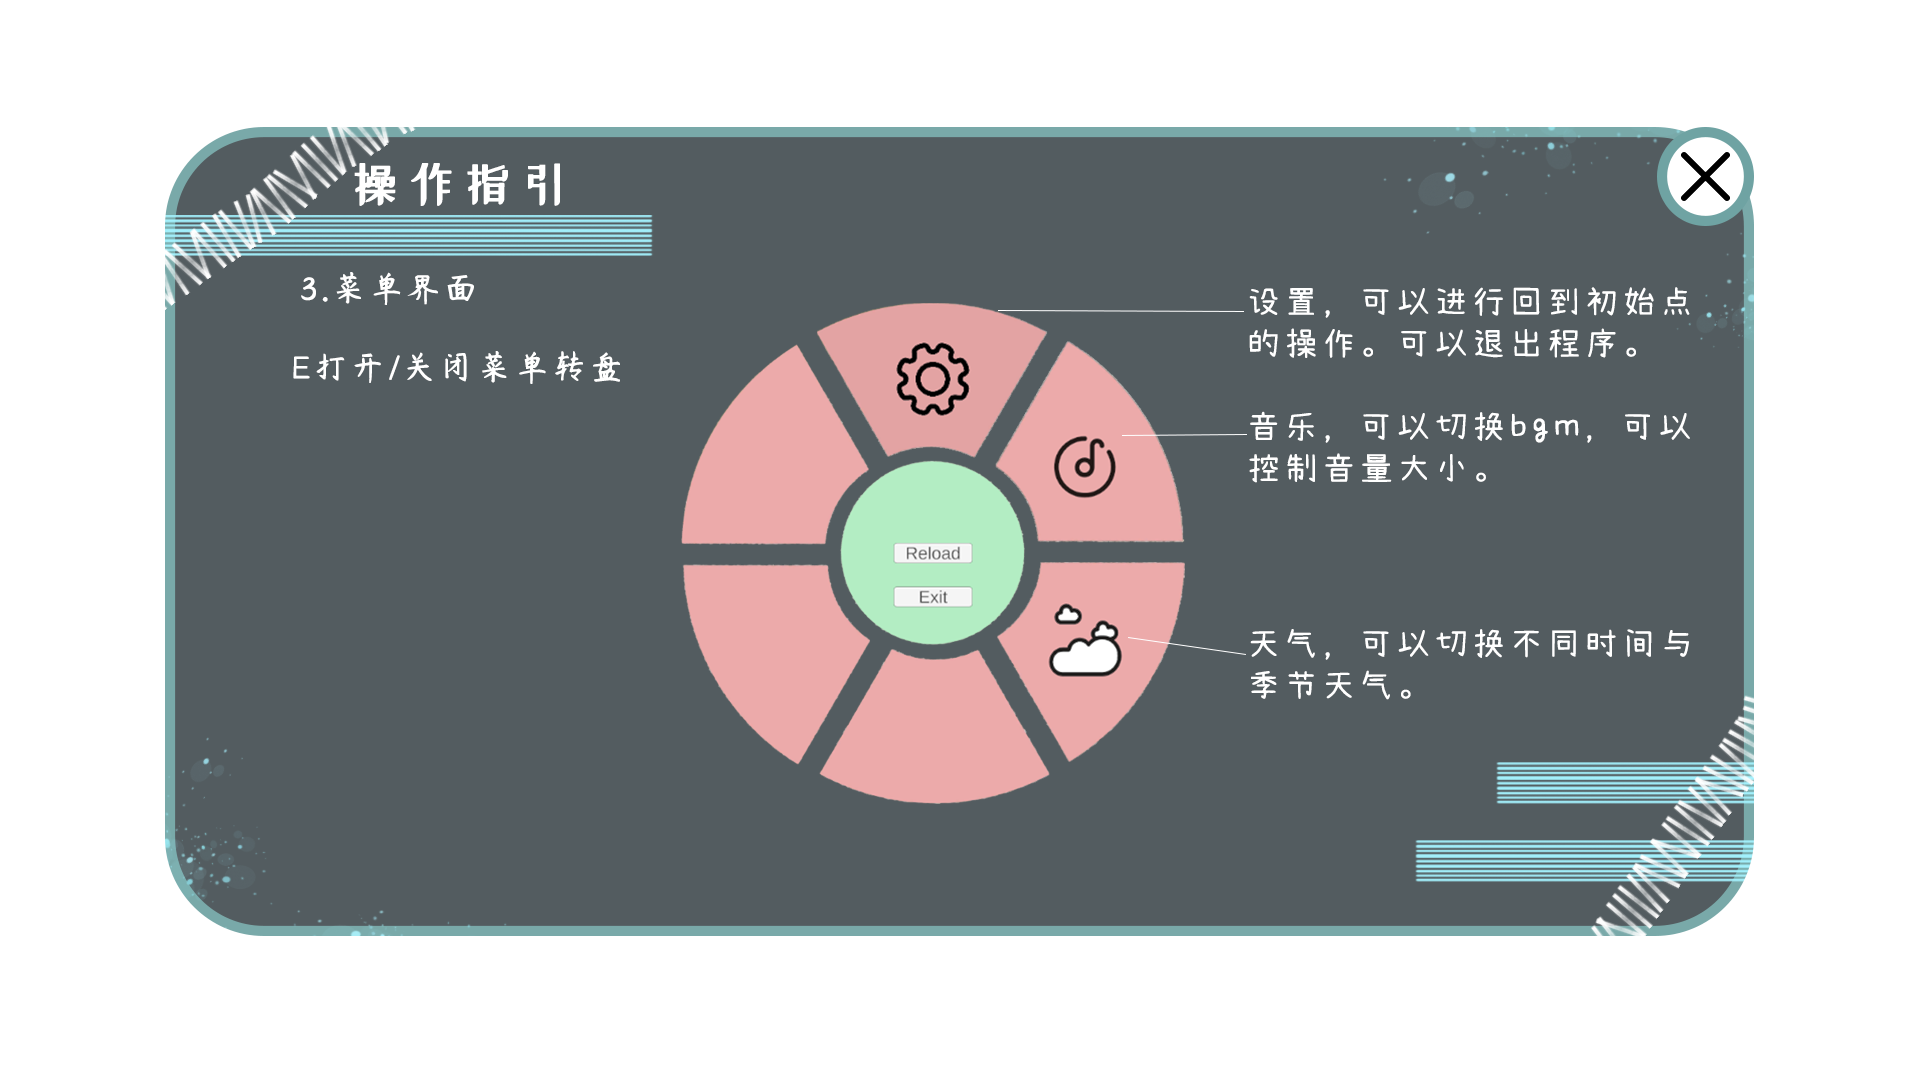 操作指引
3.菜单界面
E打开/关闭菜单转盘
Reload
Exit
设置，可以进行回到初始点
的操作。可以退出程序。
音乐，可以切换bgm，可以
控制音量大小。
天气，可以切换不同时间与
季节天气。